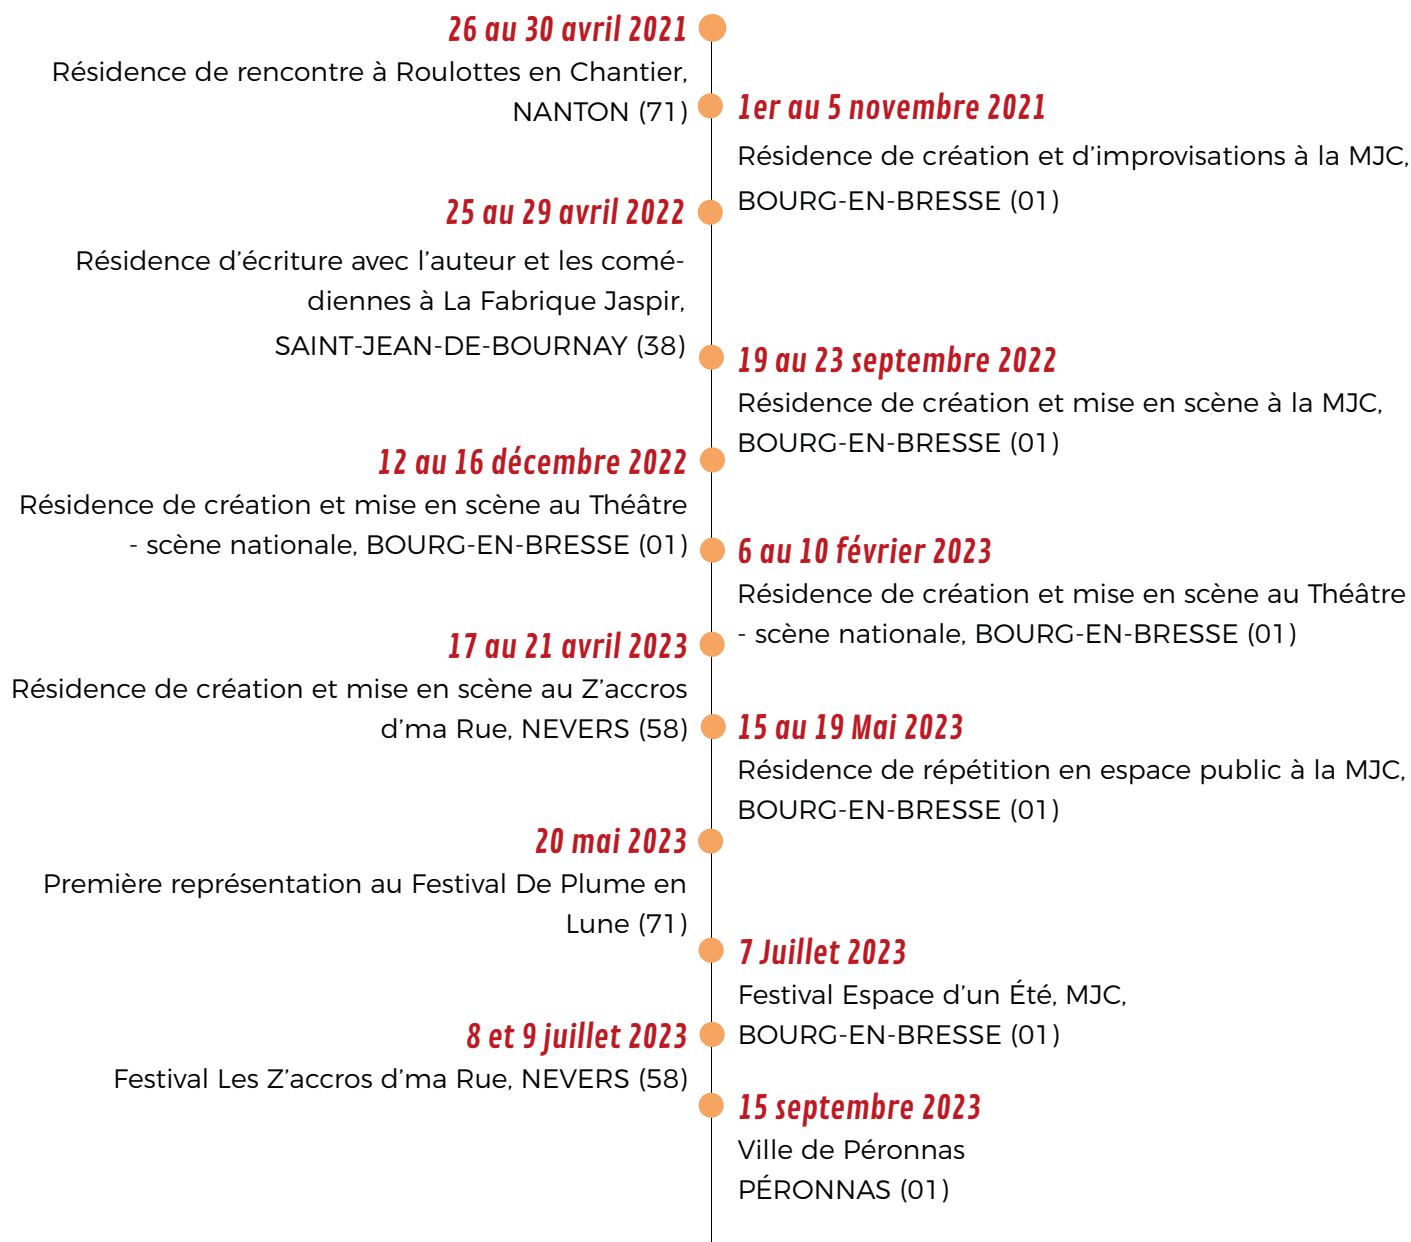 26 au 30 avril 2021
Résidence de rencontre à Roulottes en Chantier,
NANTON (71)
1er au 5 novembre 2021
Résidence de création et d’improvisations à la MJC,
BOURG-EN-BRESSE (01)
25 au 29 avril 2022
Résidence d’écriture avec l’auteur et les comé-
diennes à La Fabrique Jaspir,
SAINT-JEAN-DE-BOURNAY (38)
19 au 23 septembre 2022
Résidence de création et mise en scène à la MJC,
BOURG-EN-BRESSE (01)
12 au 16 décembre 2022
Résidence de création et mise en scène au Théâtre
- scène nationale, BOURG-EN-BRESSE (01)
6 au 10 février 2023
Résidence de création et mise en scène au Théâtre
- scène nationale, BOURG-EN-BRESSE (01)
17 au 21 avril 2023
Résidence de création et mise en scène au Z’accros
d’ma Rue, NEVERS (58)
15 au 19 Mai 2023
Résidence de répétition en espace public à la MJC,
BOURG-EN-BRESSE (01)
20 mai 2023
Première représentation au Festival De Plume en
Lune (71)
7 Juillet 2023
Festival Espace d’un Été, MJC,
BOURG-EN-BRESSE (01)
8 et 9 juillet 2023
Festival Les Z’accros d’ma Rue, NEVERS (58)
15 septembre 2023
Ville de Péronnas
PÉRONNAS (01)